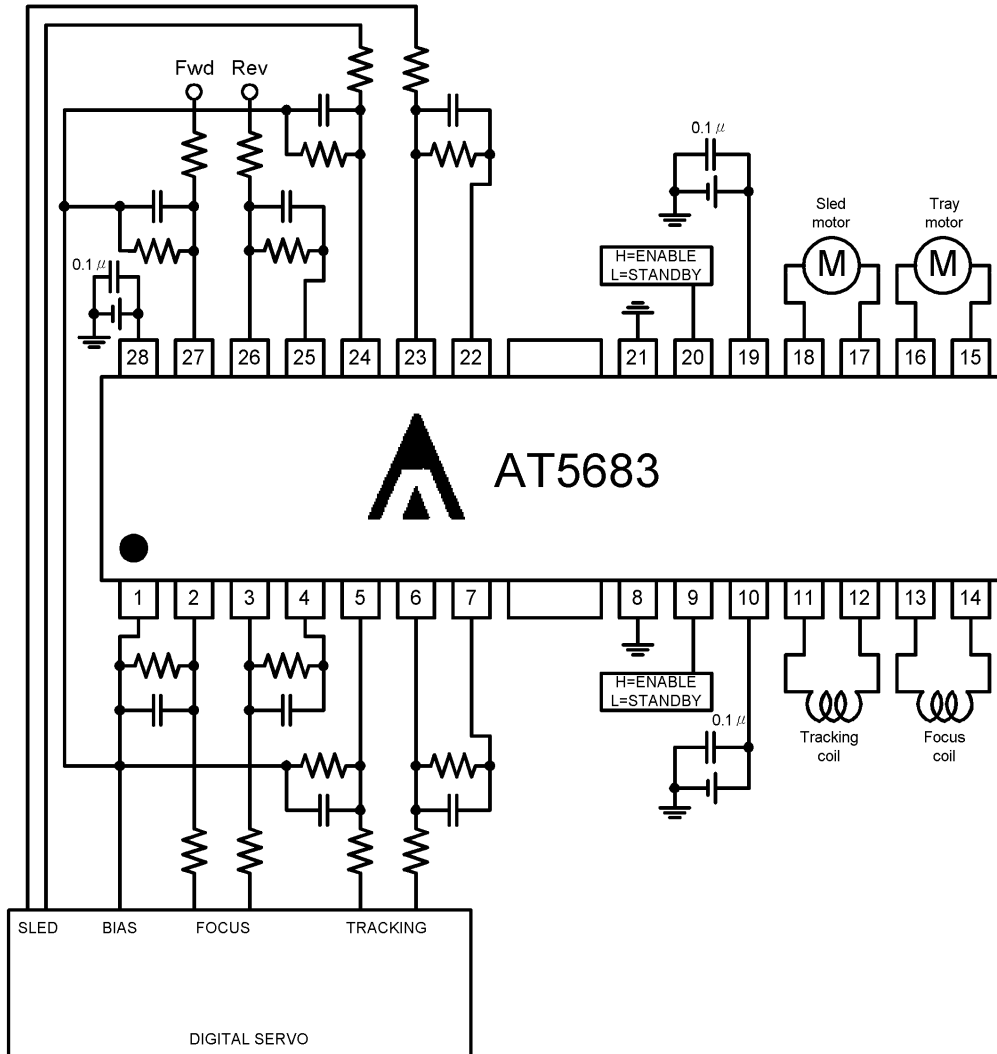 Fwd Rev
0.1 μ
Sled motor
Tray motor
H=ENABLE
L=STANDBY
0.1 μ
28 27 26 25 24 23 22 21 20 19 18 17 16 15
M M
AT5683
1 2 3 4 5 6 7 8 9 10 11 12 13 14
H=ENABLE
L=STANDBY
0.1 μ
Tracking coil
Focus coil
SLED BIAS FOCUS TRACKING
DIGITAL SERVO